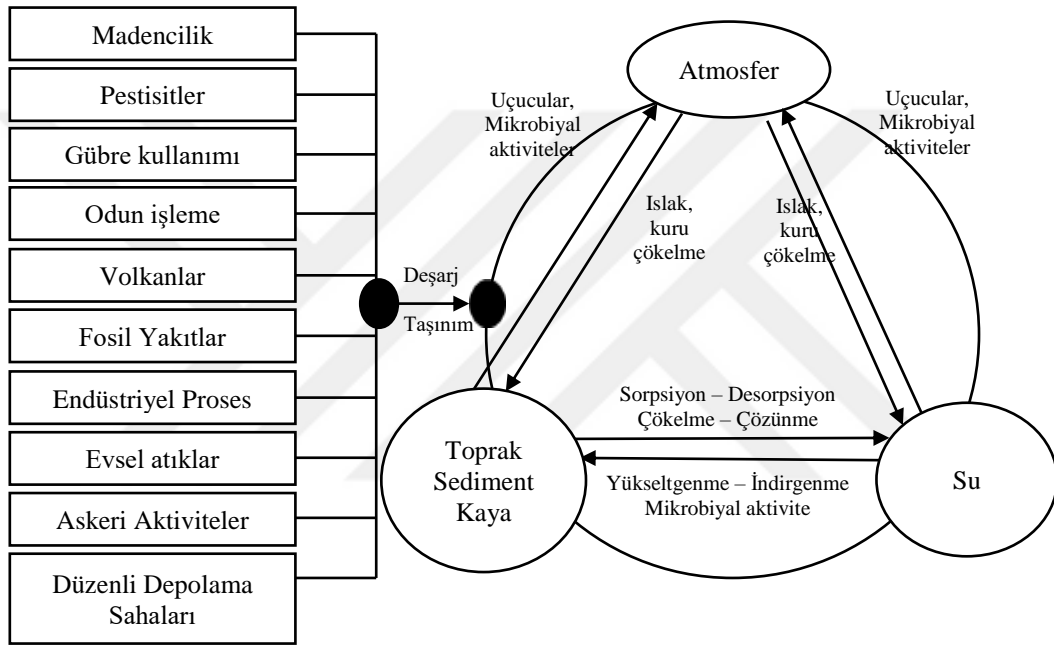 Madencilik
Pestisitler
Gübre kullanımı
Odun işleme
Volkanlar
Fosil Yakıtlar
Endüstriyel Proses
Evsel atıklar
Askeri Aktiviteler
Düzenli Depolama
Sahaları
Deşarj
Taşınım
Atmosfer
Uçucular,
Mikrobiyal
aktiviteler
Uçucular,
Mikrobiyal
aktiviteler
Islak,
kuru
çökelme
Islak,
kuru
çökelme
Sorpsiyon – Desorpsiyon
Çökelme – Çözünme
Toprak
Sediment
Kaya
Yükseltgenme – İndirgenme
Mikrobiyal aktivite
Su